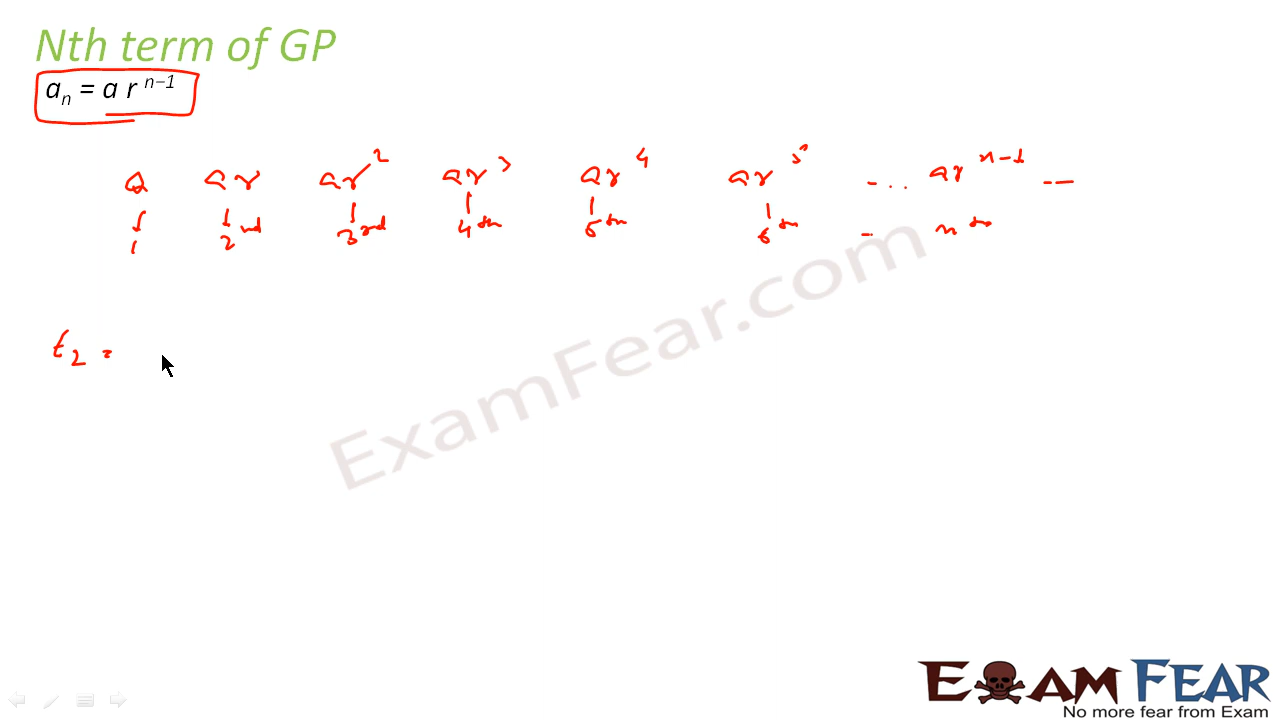 Nth term of GP
aₙ = a r ⁿ⁻¹
a ar ar² ar³ ar⁴ ar⁵ -... arⁿ⁻¹ --
1 2nd 3rd 4th 5th 6th - nth
t₂ =
ExamFear.com
EXAM FEAR
No more fear from Exam